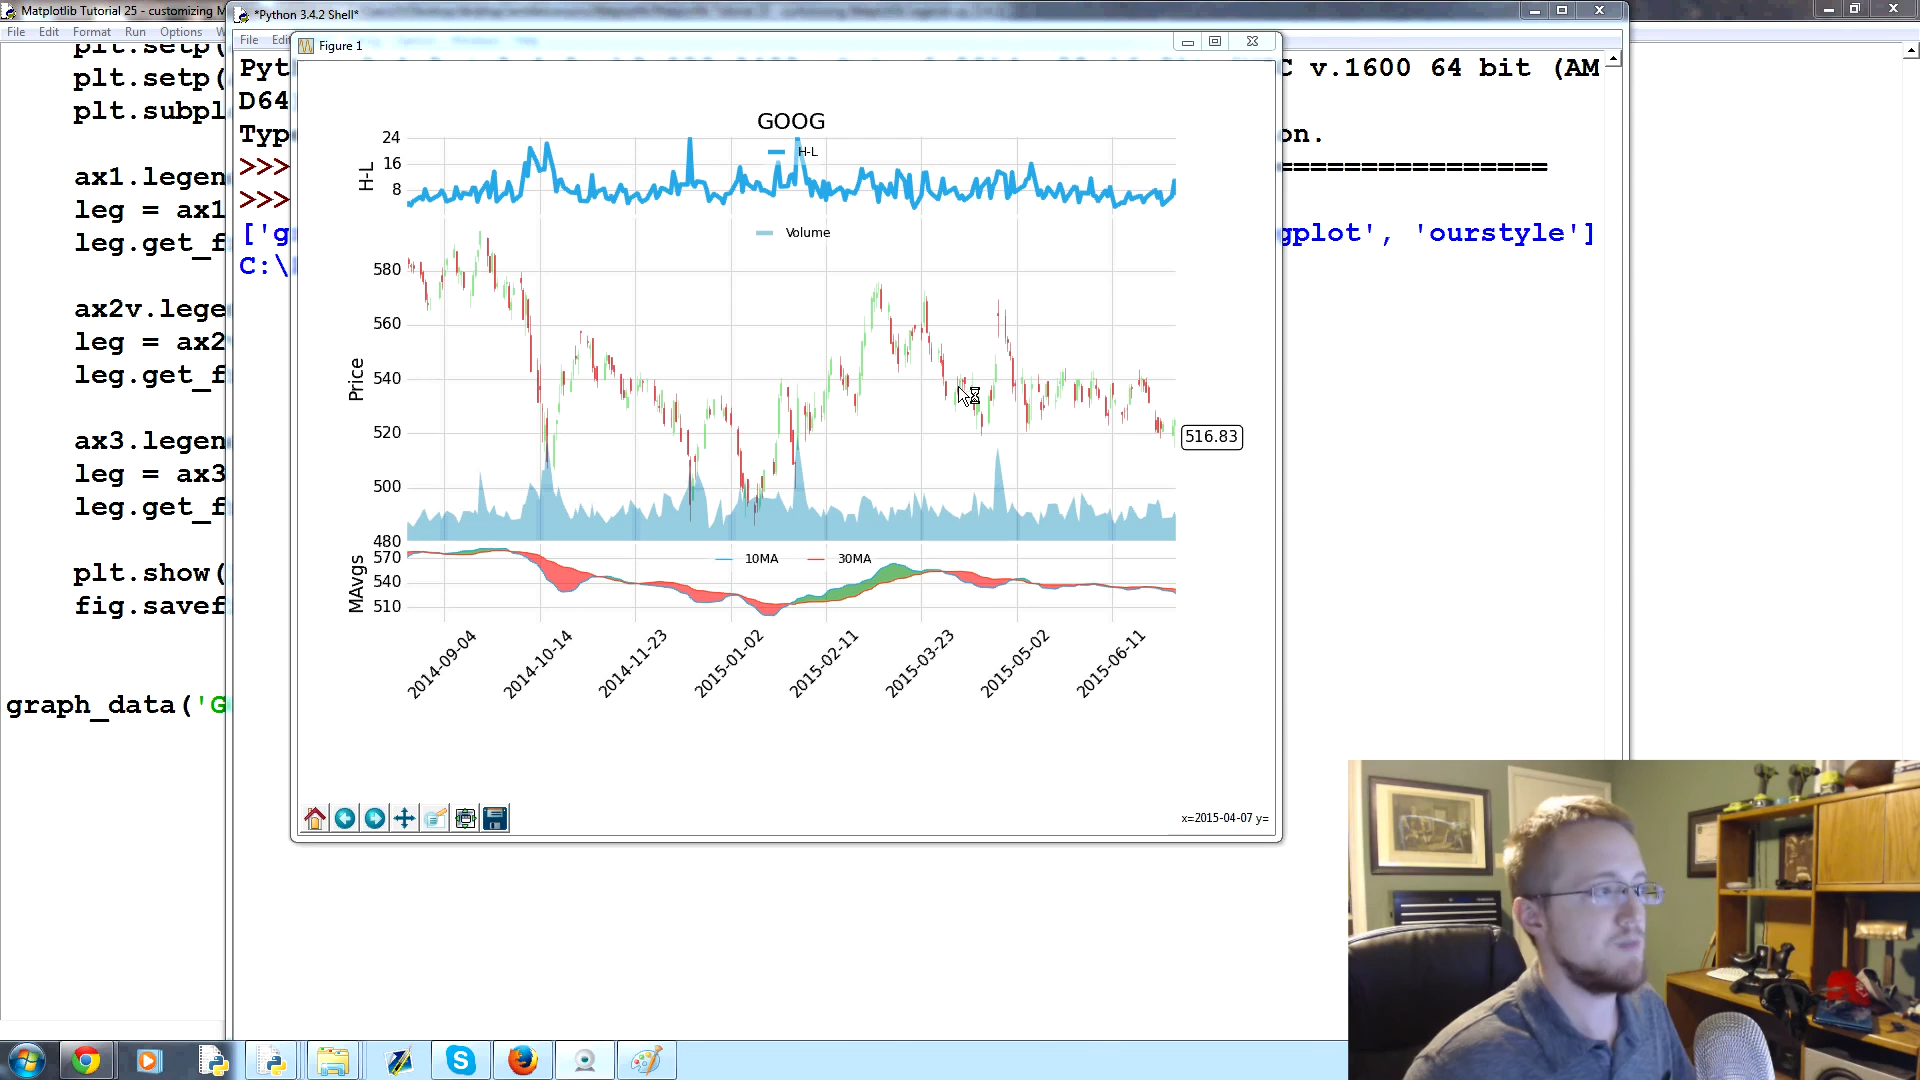 Matplotlib Tutorial 25 - customizing M
*Python 3.4.2 Shell*
File Edit Format Run Options W
File Edi
Figure 1
plt.setp(
plt.setp(
plt.subpl
ax1.legen
leg = ax1
leg.get_f
ax2v.lege
leg = ax2
leg.get_f
ax3.legen
leg = ax3
leg.get_f
plt.show(
fig.savef
graph_data('G
Pyt
C v.1600 64 bit (AM
D64
Typ
on.
>>>
================
>>>
['g
gplot', 'ourstyle']
C:\
GOOG
24
16
8
H-L
H-L
Volume
580
560
540
520
500
480
Price
516.83
570
540
510
MAvgs
10MA 30MA
2014-09-04
2014-10-14
2014-11-23
2015-01-02
2015-02-11
2015-03-23
2015-05-02
2015-06-11
x=2015-04-07 y=